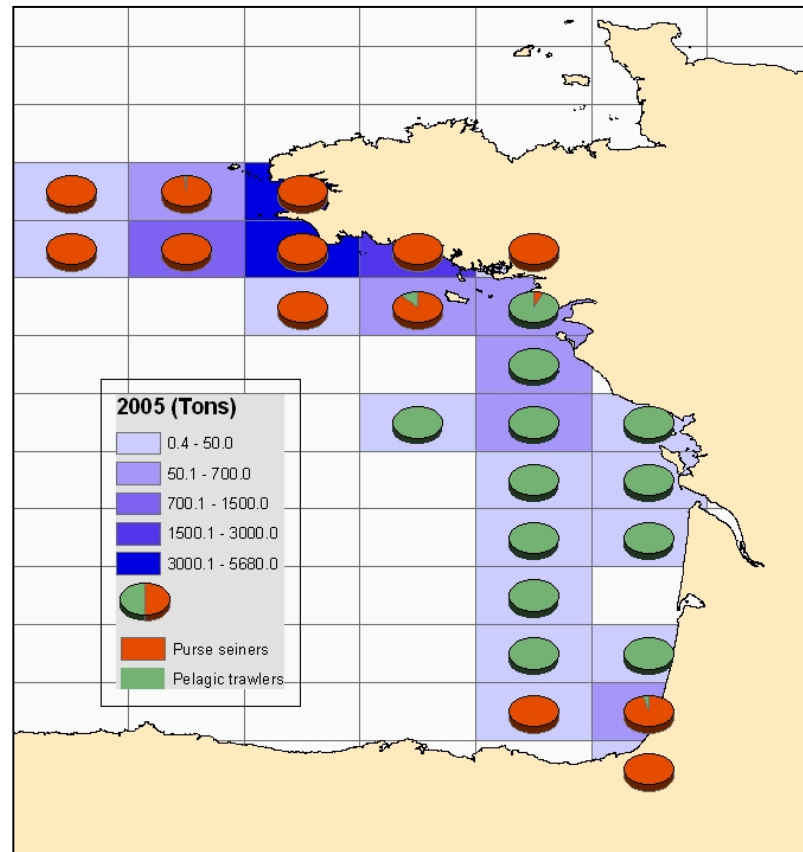 2005 (Tons)
0.4 - 50.0
50.1 - 700.0
700.1 - 1500.0
1500.1 - 3000.0
3000.1 - 5680.0
Purse seiners
Pelagic trawlers